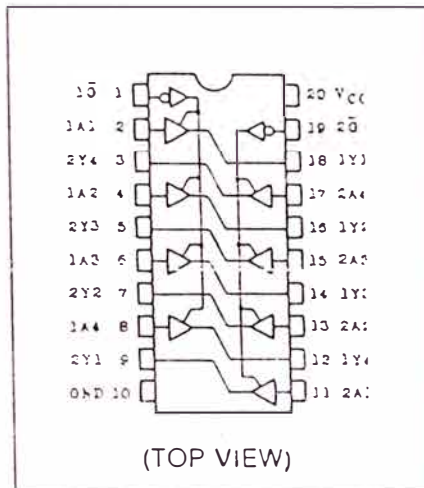 1G̅ 1 20 VCC
1A1 2 19 2G̅
2Y4 3 18 1Y1
1A2 4 17 2A4
2Y3 5 16 1Y2
1A3 6 15 2A3
2Y2 7 14 1Y3
1A4 8 13 2A2
2Y1 9 12 1Y4
GND 10 11 2A1
(TOP VIEW)